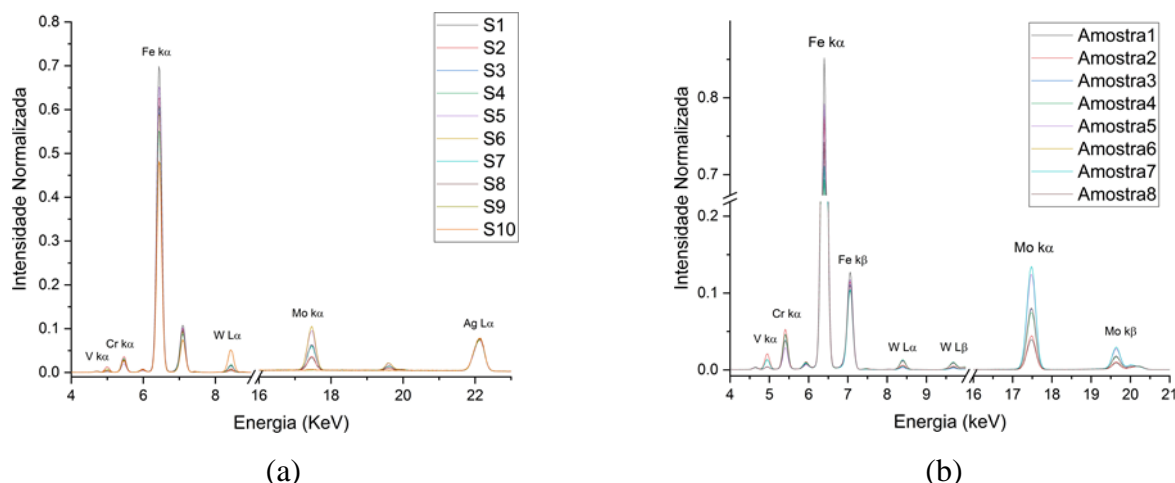 0.8
0.7
0.6
0.5
0.4
0.3
0.2
0.1
0.0
Intensidade Normalizada
Fe kα
V kα
Cr kα
W Lα
Mo kα
Ag Lα
S1
S2
S3
S4
S5
S6
S7
S8
S9
S10
4 6 8 16 18 20 22
Energia (KeV)
(a)
0.8
0.7
0.2
0.1
0.0
Intensidade Normalizada
Fe kα
Fe kβ
V kα
Cr kα
W Lα
W Lβ
Mo kα
Mo kβ
Amostra1
Amostra2
Amostra3
Amostra4
Amostra5
Amostra6
Amostra7
Amostra8
4 5 6 7 8 9 16 17 18 19 20 21
Energia (keV)
(b)